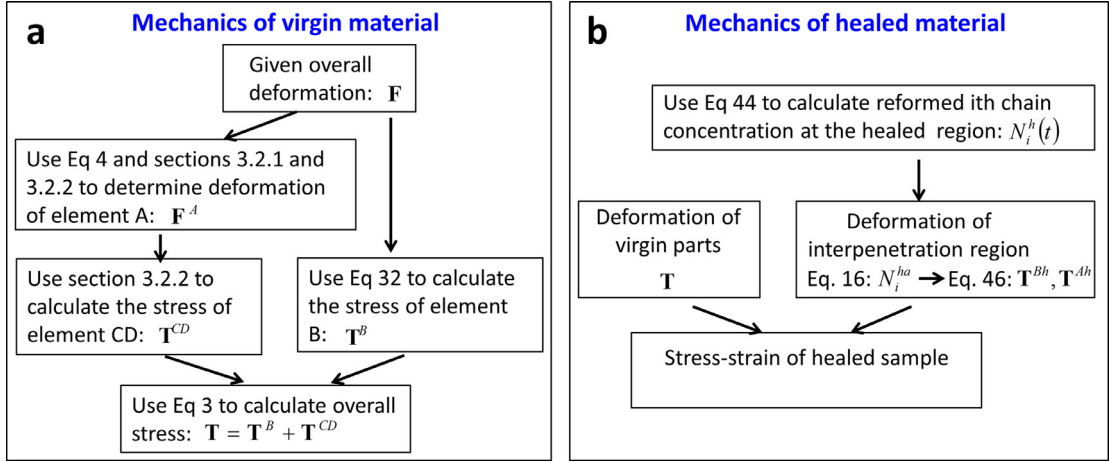 a
Mechanics of virgin material
Given overall
deformation: F
Use Eq 4 and sections 3.2.1 and
3.2.2 to determine deformation
of element A: F^A
Use section 3.2.2 to
calculate the stress of
element CD: T^CD
Use Eq 32 to calculate
the stress of element
B: T^B
Use Eq 3 to calculate overall
stress: T = T^B + T^CD
b
Mechanics of healed material
Use Eq 44 to calculate reformed ith chain
concentration at the healed region: N_i^h(t)
Deformation of
virgin parts
T
Deformation of
interpenetration region
Eq. 16: N_i^ha → Eq. 46: T^Bh, T^Ah
Stress-strain of healed sample